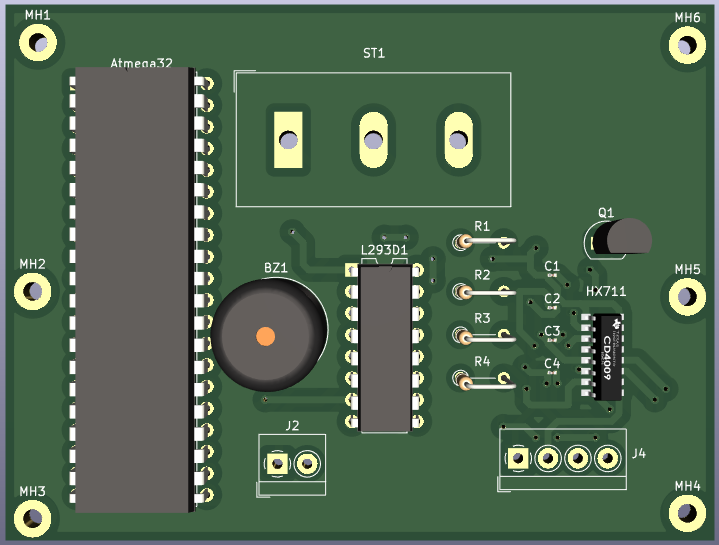 MH1
MH6
Atmega32
ST1
Q1
R1
L293D1
MH2
BZ1
R2
C1
MH5
HX711
C2
R3
C3
CD4009
R4
C4
J2
J4
MH3
MH4